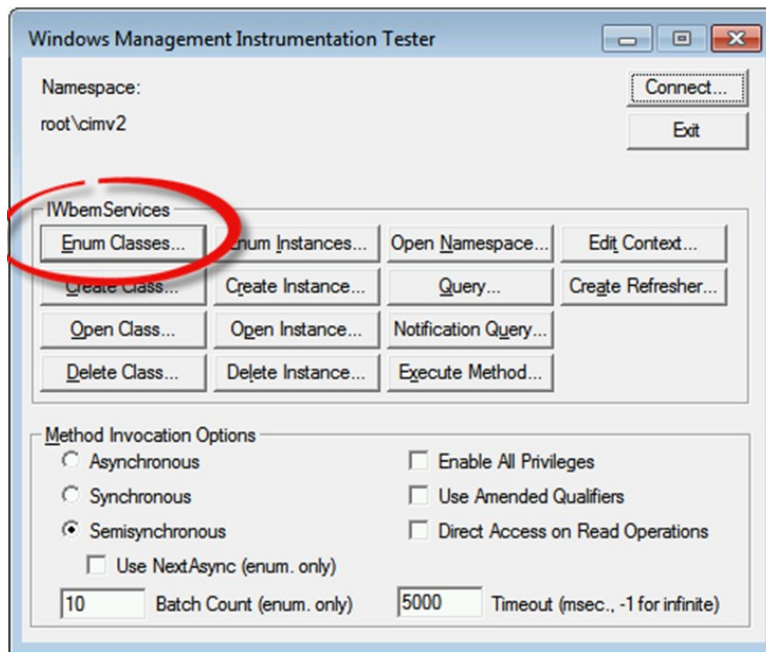 Windows Management Instrumentation Tester
Namespace:
Connect...
root\cimv2
Exit
IWbemServices
Enum Classes... Enum Instances... Open Namespace... Edit Context...
Create Class... Create Instance... Query... Create Refresher...
Open Class... Open Instance... Notification Query...
Delete Class... Delete Instance... Execute Method...
Method Invocation Options
Asynchronous Enable All Privileges
Synchronous Use Amended Qualifiers
Semisynchronous Direct Access on Read Operations
Use NextAsync (enum. only)
10 Batch Count (enum. only) 5000 Timeout (msec., -1 for infinite)